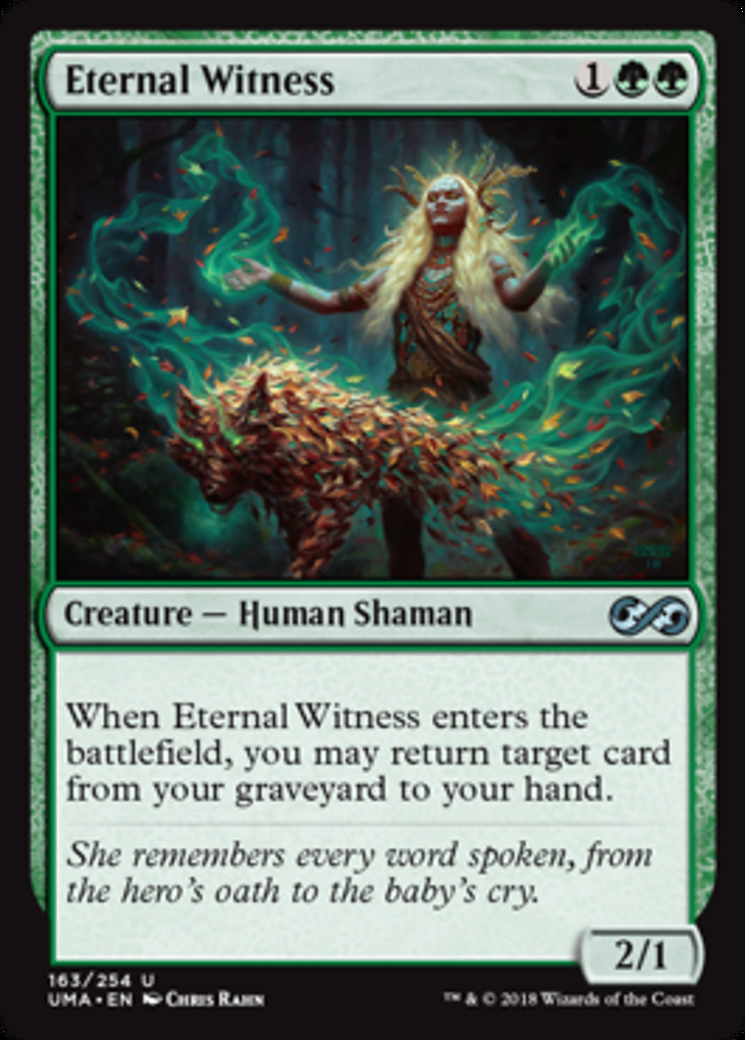 Eternal Witness 1
Creature — Human Shaman
When Eternal Witness enters the
battlefield, you may return target card
from your graveyard to your hand.
She remembers every word spoken, from
the hero's oath to the baby's cry.
2/1
163/254 U
UMA • EN Chris Rahn
™ & © 2018 Wizards of the Coast